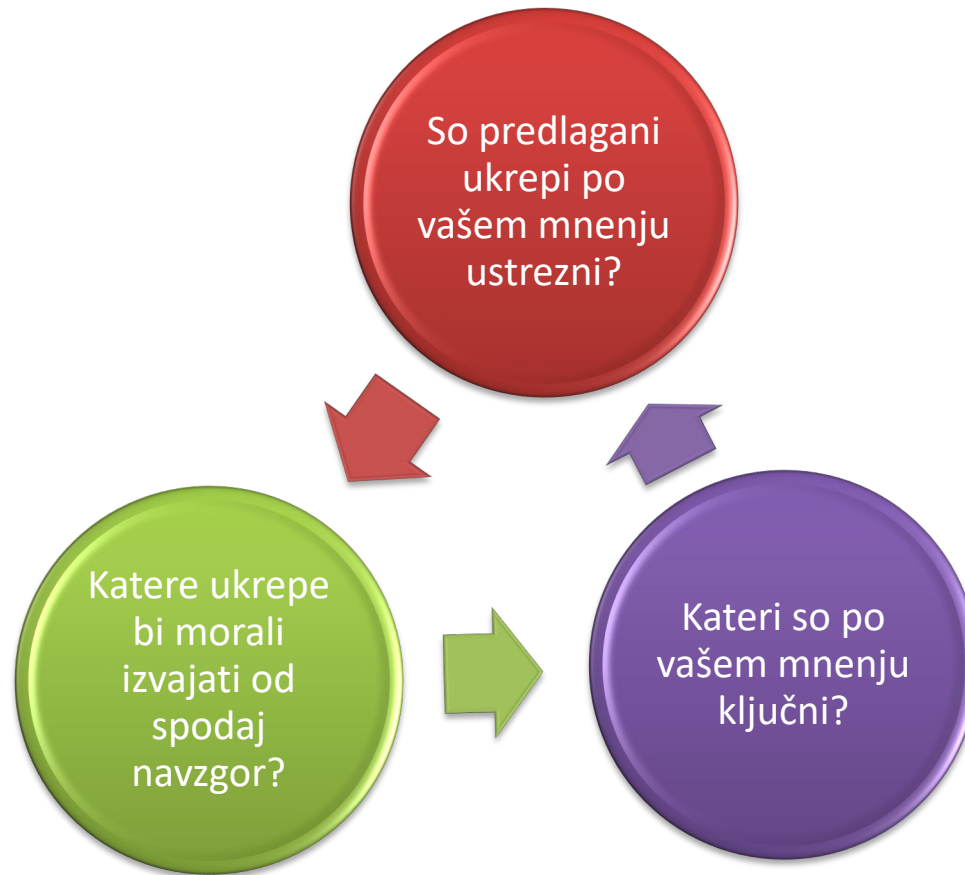 So predlagani
ukrepi po
vašem mnenju
ustrezni?
Katere ukrepe
bi morali
izvajati od
spodaj
navzgor?
Kateri so po
vašem mnenju
ključni?